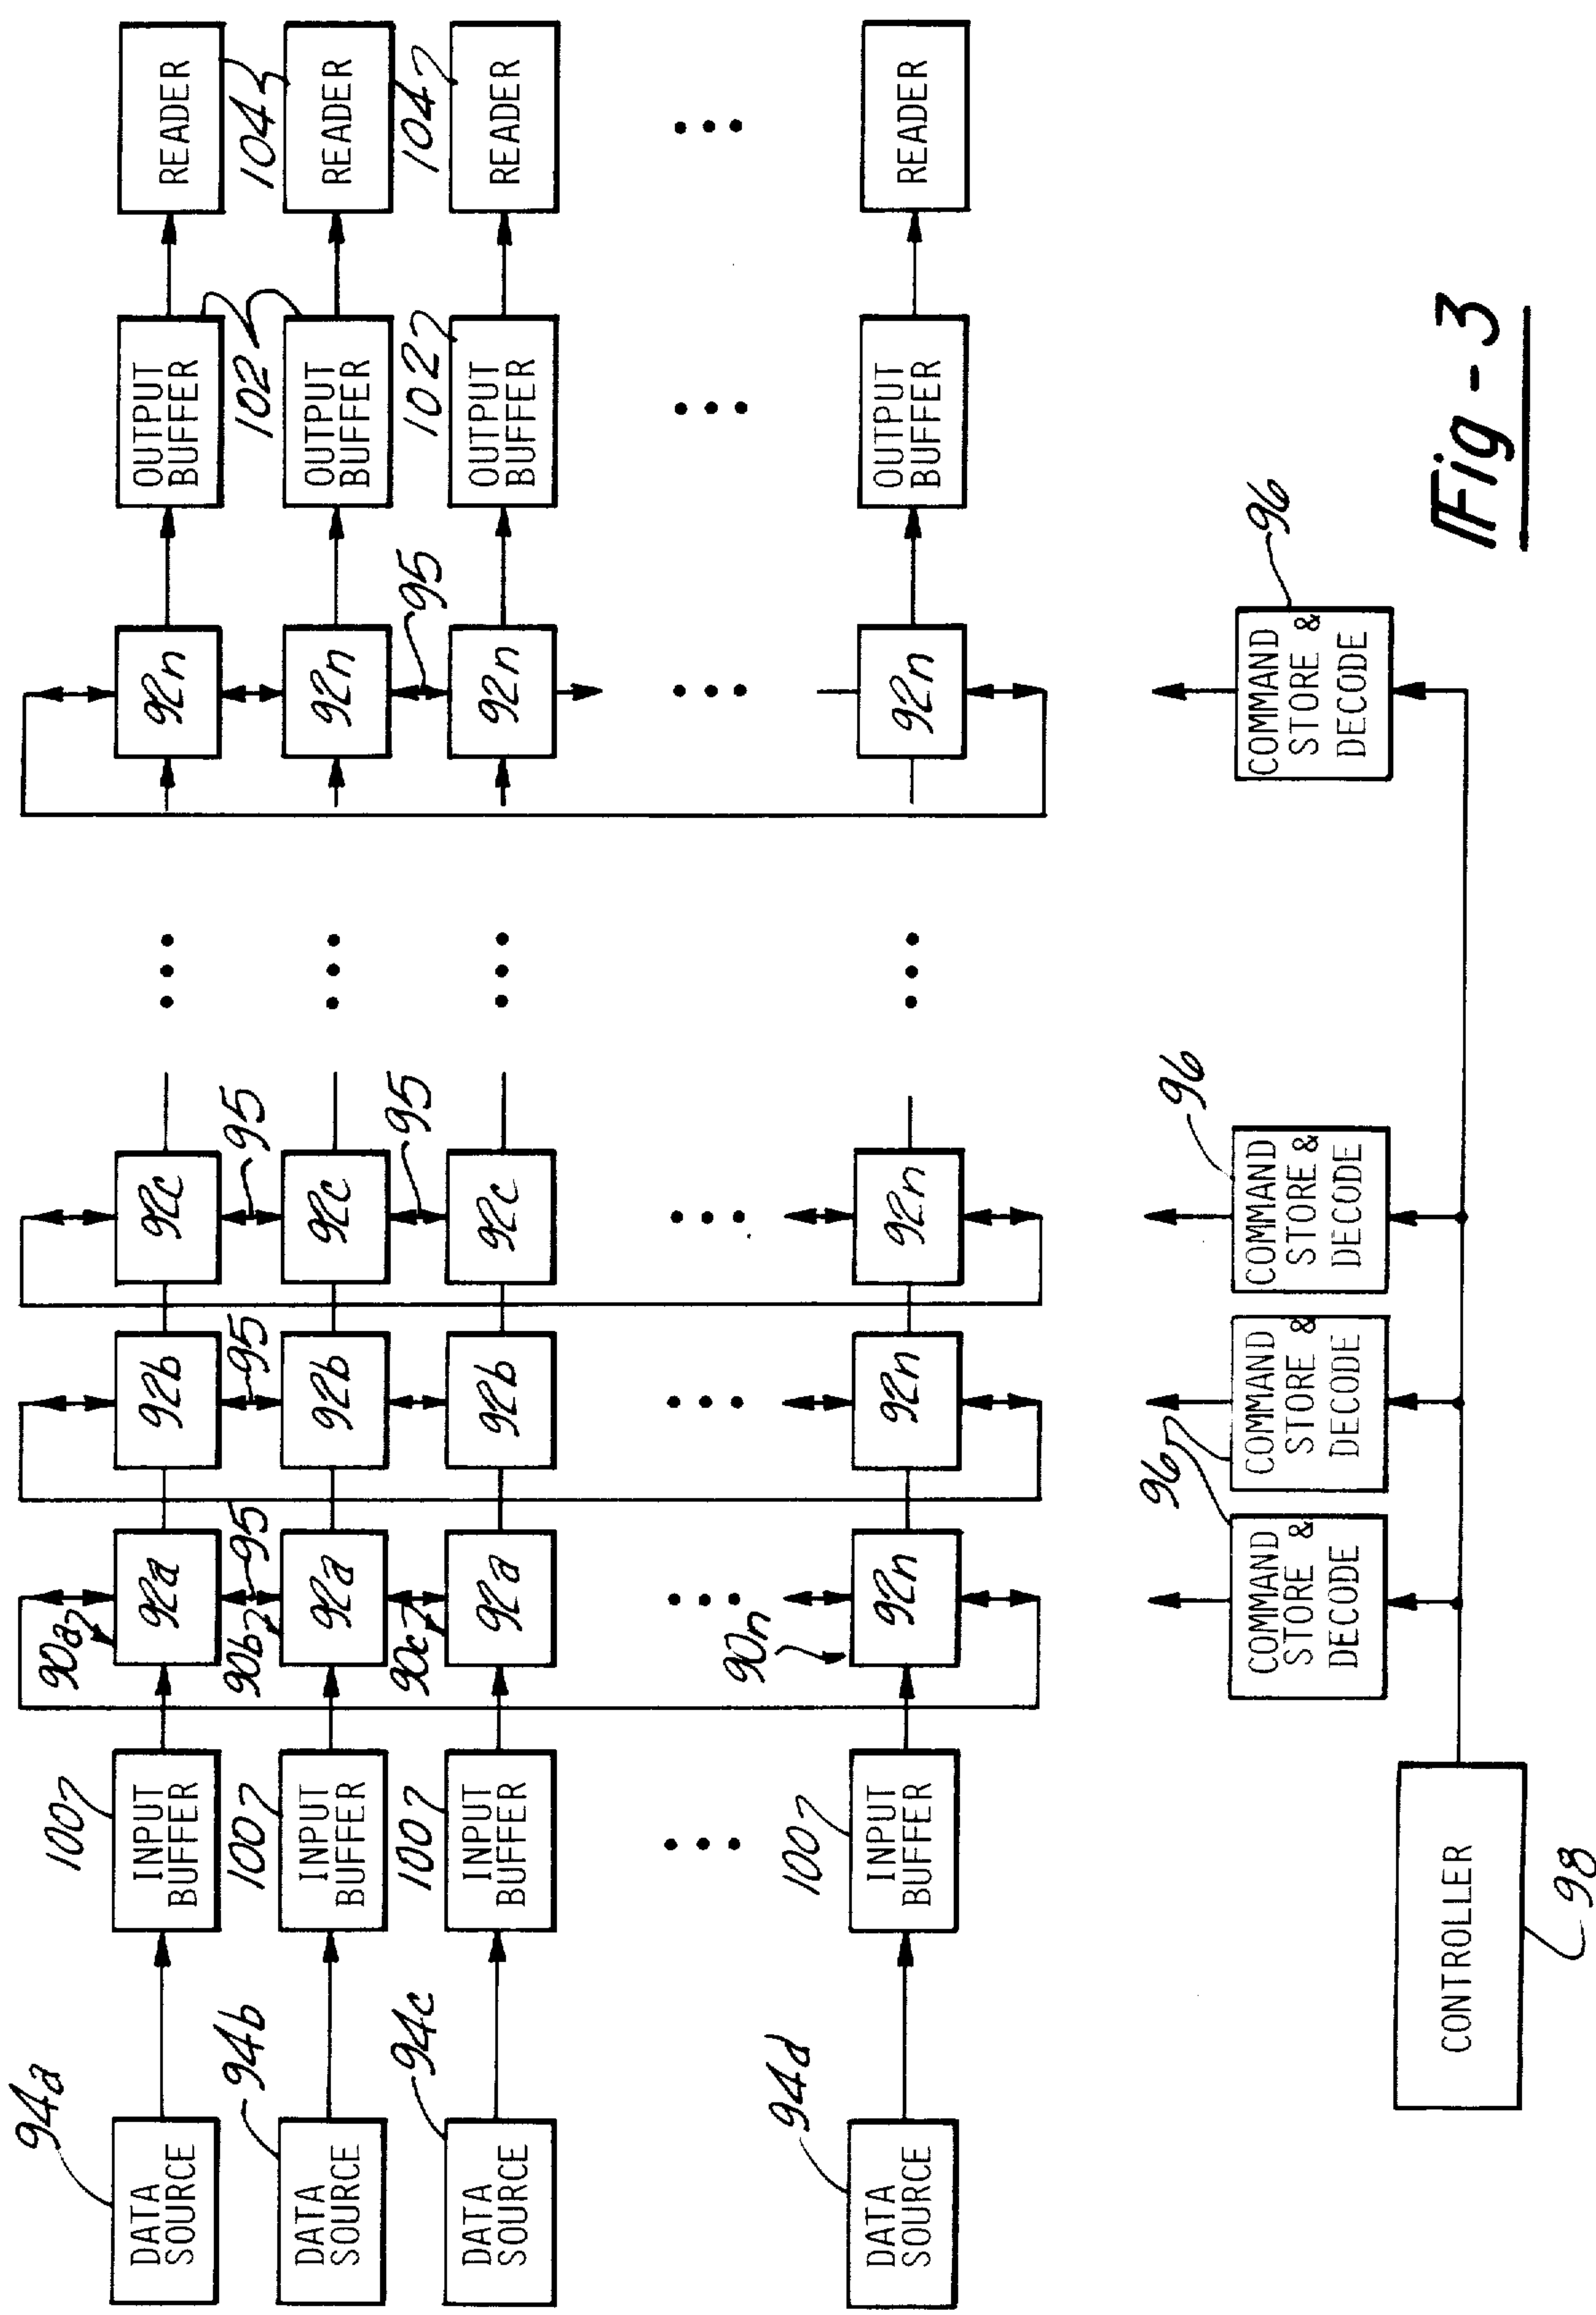 94a
DATA
SOURCE
100
INPUT
BUFFER
90a
92a
95
92b
95
92c
95
92n
OUTPUT
BUFFER
102
READER
104
94b
DATA
SOURCE
100
INPUT
BUFFER
90b
92a
95
92b
92c
95
92n
95
OUTPUT
BUFFER
102
READER
104
94c
DATA
SOURCE
100
INPUT
BUFFER
90c
92a
92b
92c
92n
OUTPUT
BUFFER
READER
94d
DATA
SOURCE
100
INPUT
BUFFER
90n
92n
92n
92n
92n
OUTPUT
BUFFER
READER
96
COMMAND
STORE &
DECODE
COMMAND
STORE &
DECODE
96
COMMAND
STORE &
DECODE
96
COMMAND
STORE &
DECODE
CONTROLLER
98
Fig-3